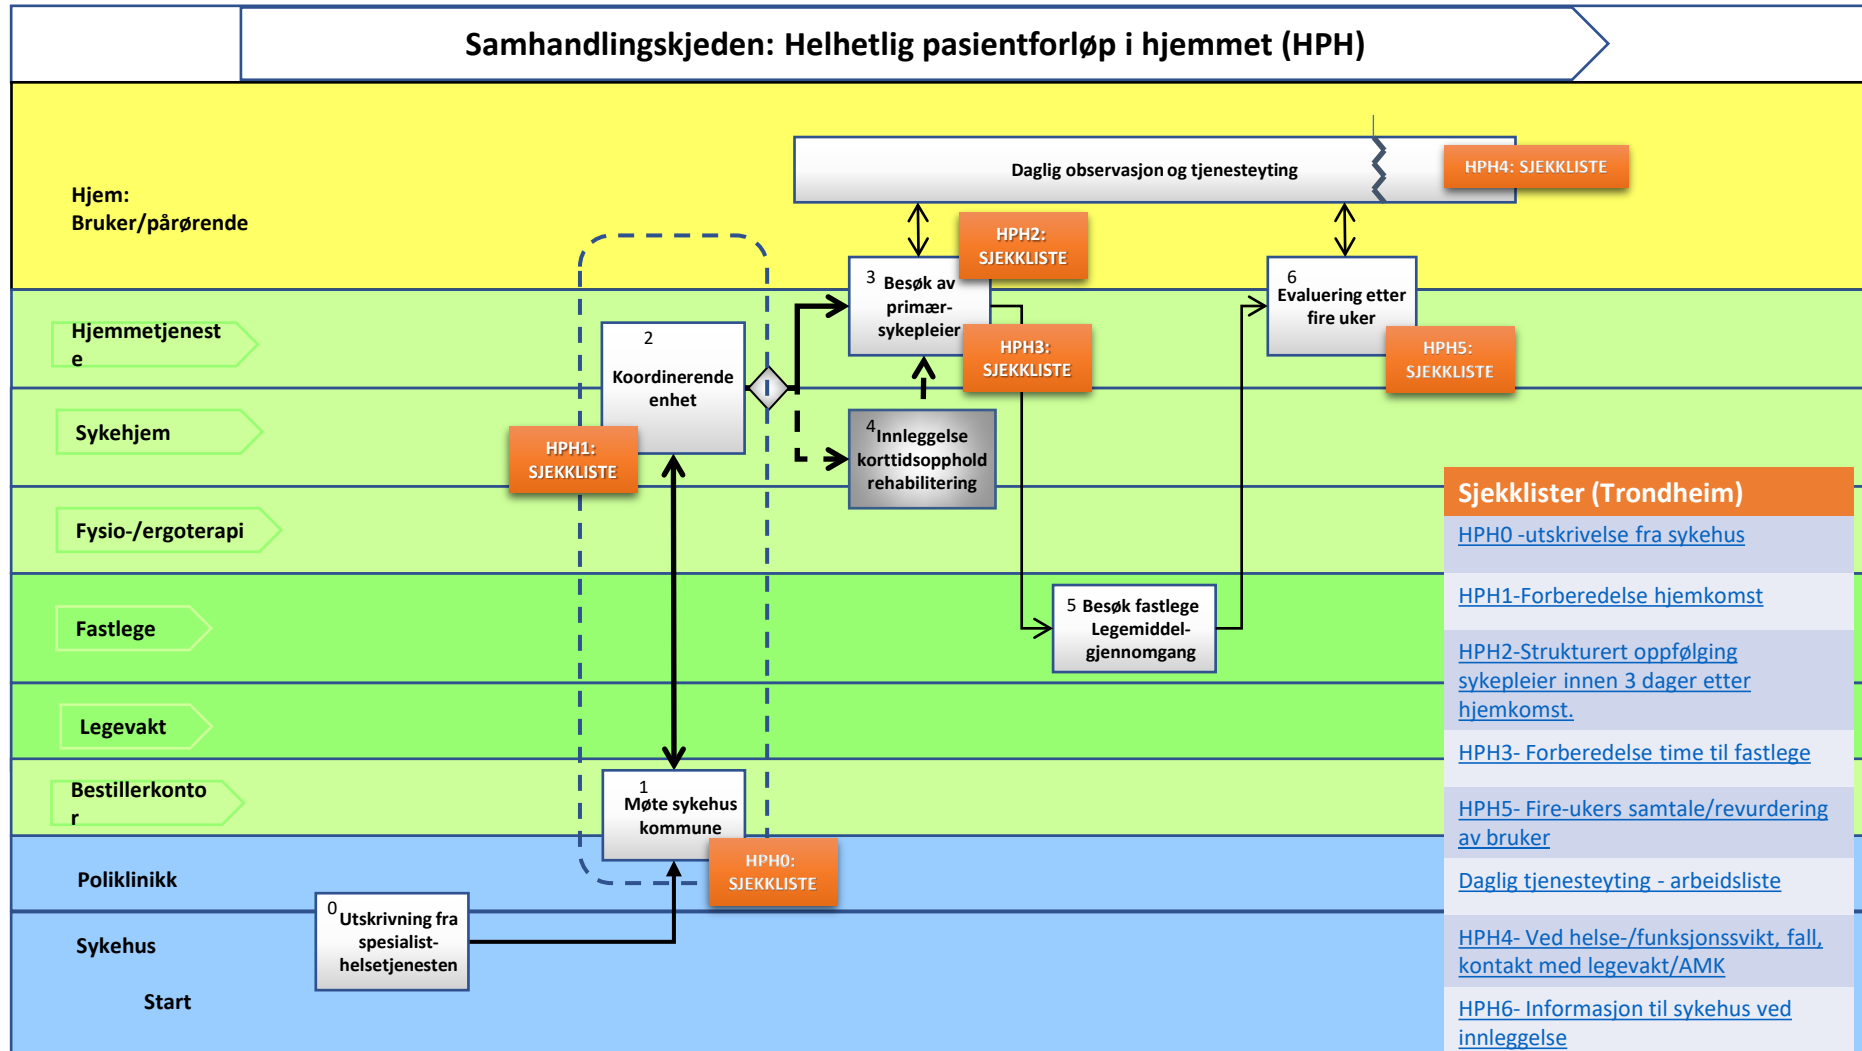 Samhandlingskjeden: Helhetlig pasientforløp i hjemmet (HPH)
Daglig observasjon og tjenesteyting
HPH4: SJEKKLISTE
Hjem:
Bruker/pårørende
HPH2:
SJEKKLISTE
3
Besøk av
primær-
sykepleier
6
Evaluering etter
fire uker
Hjemmetjenest
e
2
Koordinerende
enhet
HPH3:
SJEKKLISTE
HPH5:
SJEKKLISTE
Sykehjem
HPH1:
SJEKKLISTE
4
Innleggelse
korttidsopphold
rehabilitering
Fysio-/ergoterapi
Fastlege
5
Besøk fastlege
Legemiddel-
gjennomgang
Legevakt
Bestillerkonto
r
1
Møte sykehus
kommune
HPH0:
SJEKKLISTE
Poliklinikk
0
Utskrivning fra
spesialist-
helsetjenesten
Sykehus
Start
Sjekklister (Trondheim)
HPH0 -utskrivelse fra sykehus
HPH1-Forberedelse hjemkomst
HPH2-Strukturert oppfølging
sykepleier innen 3 dager etter
hjemkomst.
HPH3- Forberedelse time til fastlege
HPH5- Fire-ukers samtale/revurdering
av bruker
Daglig tjenesteyting - arbeidsliste
HPH4- Ved helse-/funksjonssvikt, fall,
kontakt med legevakt/AMK
HPH6- Informasjon til sykehus ved
innleggelse